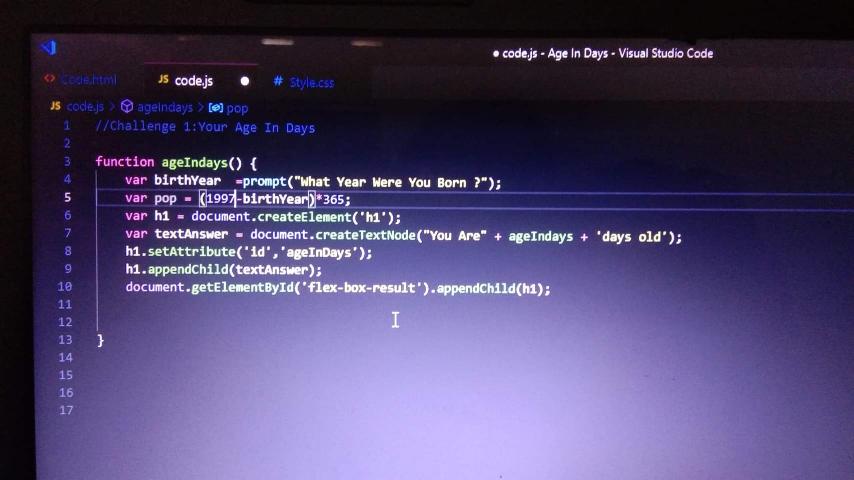 code.js - Age In Days - Visual Studio Code
Code.html JS code.js # Style.css
JS code.js > ageIndays > pop
1 //Challenge 1:Your Age In Days
2
3 function ageIndays() {
4 var birthYear =prompt("What Year Were You Born ?");
5 var pop = (1997-birthYear)*365;
6 var h1 = document.createElement('h1');
7 var textAnswer = document.createTextNode("You Are" + ageIndays + 'days old');
8 h1.setAttribute('id','ageInDays');
9 h1.appendChild(textAnswer);
10 document.getElementById('flex-box-result').appendChild(h1);
11
12
13 }
14
15
16
17